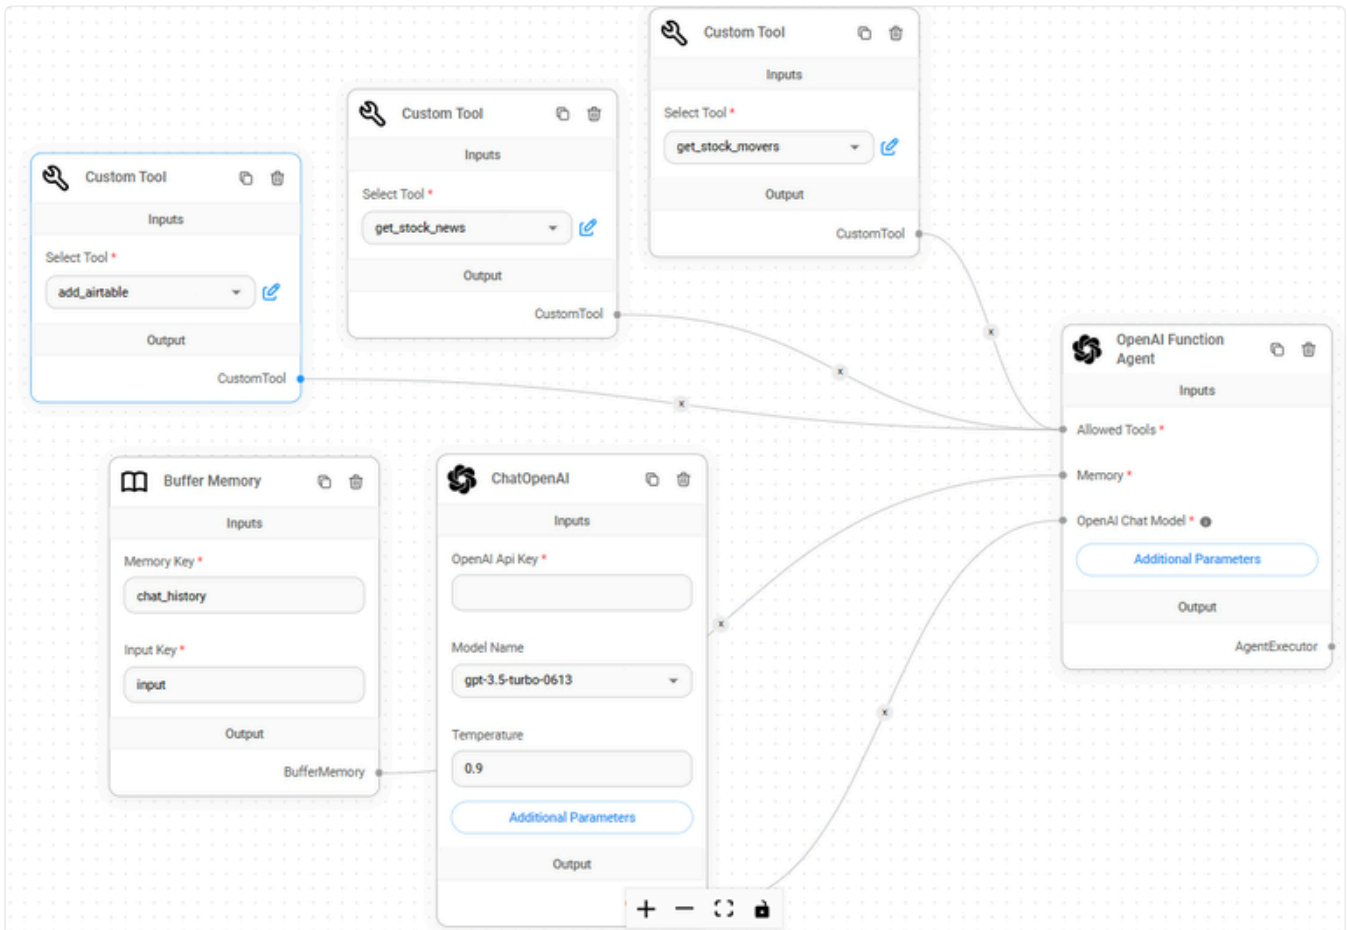 Custom Tool
Inputs
Select Tool *
get_stock_movers
Output
CustomTool
Custom Tool
Inputs
Select Tool *
get_stock_news
Output
CustomTool
Custom Tool
Inputs
Select Tool *
add_airtable
Output
CustomTool
x
x
x
OpenAI Function
Agent
Inputs
Allowed Tools *
Memory *
OpenAI Chat Model *
Additional Parameters
Output
AgentExecutor
Buffer Memory
Inputs
Memory Key *
chat_history
Input Key *
input
Output
BufferMemory
ChatOpenAI
Inputs
OpenAI Api Key *
Model Name
gpt-3.5-turbo-0613
Temperature
0.9
Additional Parameters
Output
x
x